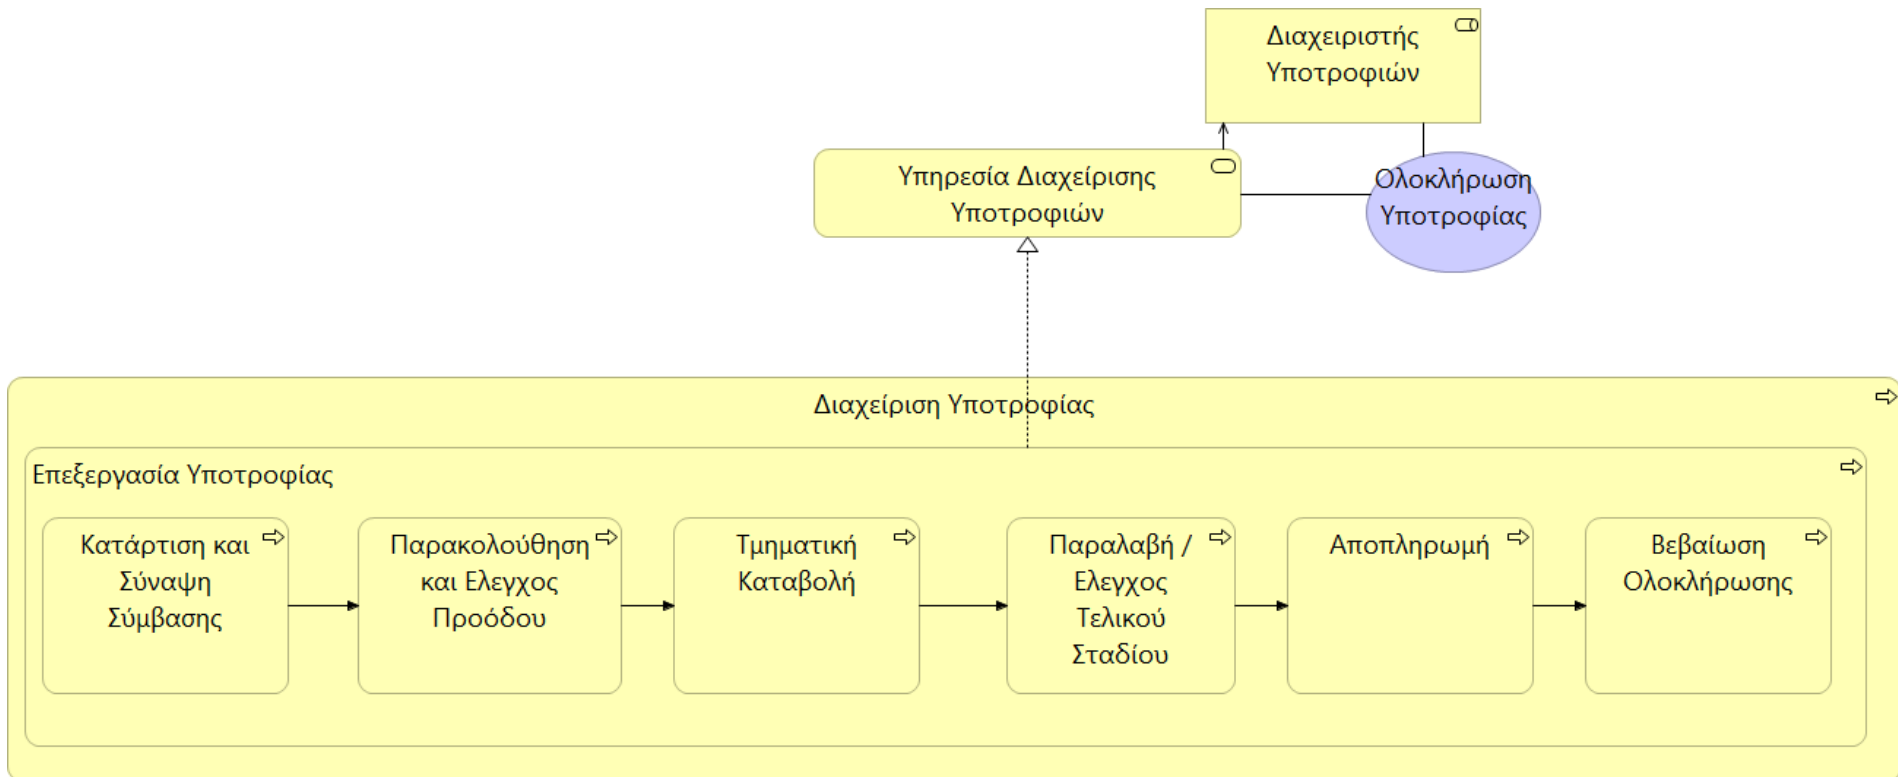 Διαχειριστής
Υποτροφιών
Υπηρεσία Διαχείρισης
Υποτροφιών
Ολοκλήρωση
Υποτροφίας
Διαχείριση Υποτροφίας
Επεξεργασία Υποτροφίας
Κατάρτιση και
Σύναψη
Σύμβασης
Παρακολούθηση
και Ελεγχος
Προόδου
Τμηματική
Καταβολή
Παραλαβή /
Ελεγχος
Τελικού
Σταδίου
Αποπληρωμή
Βεβαίωση
Ολοκλήρωσης